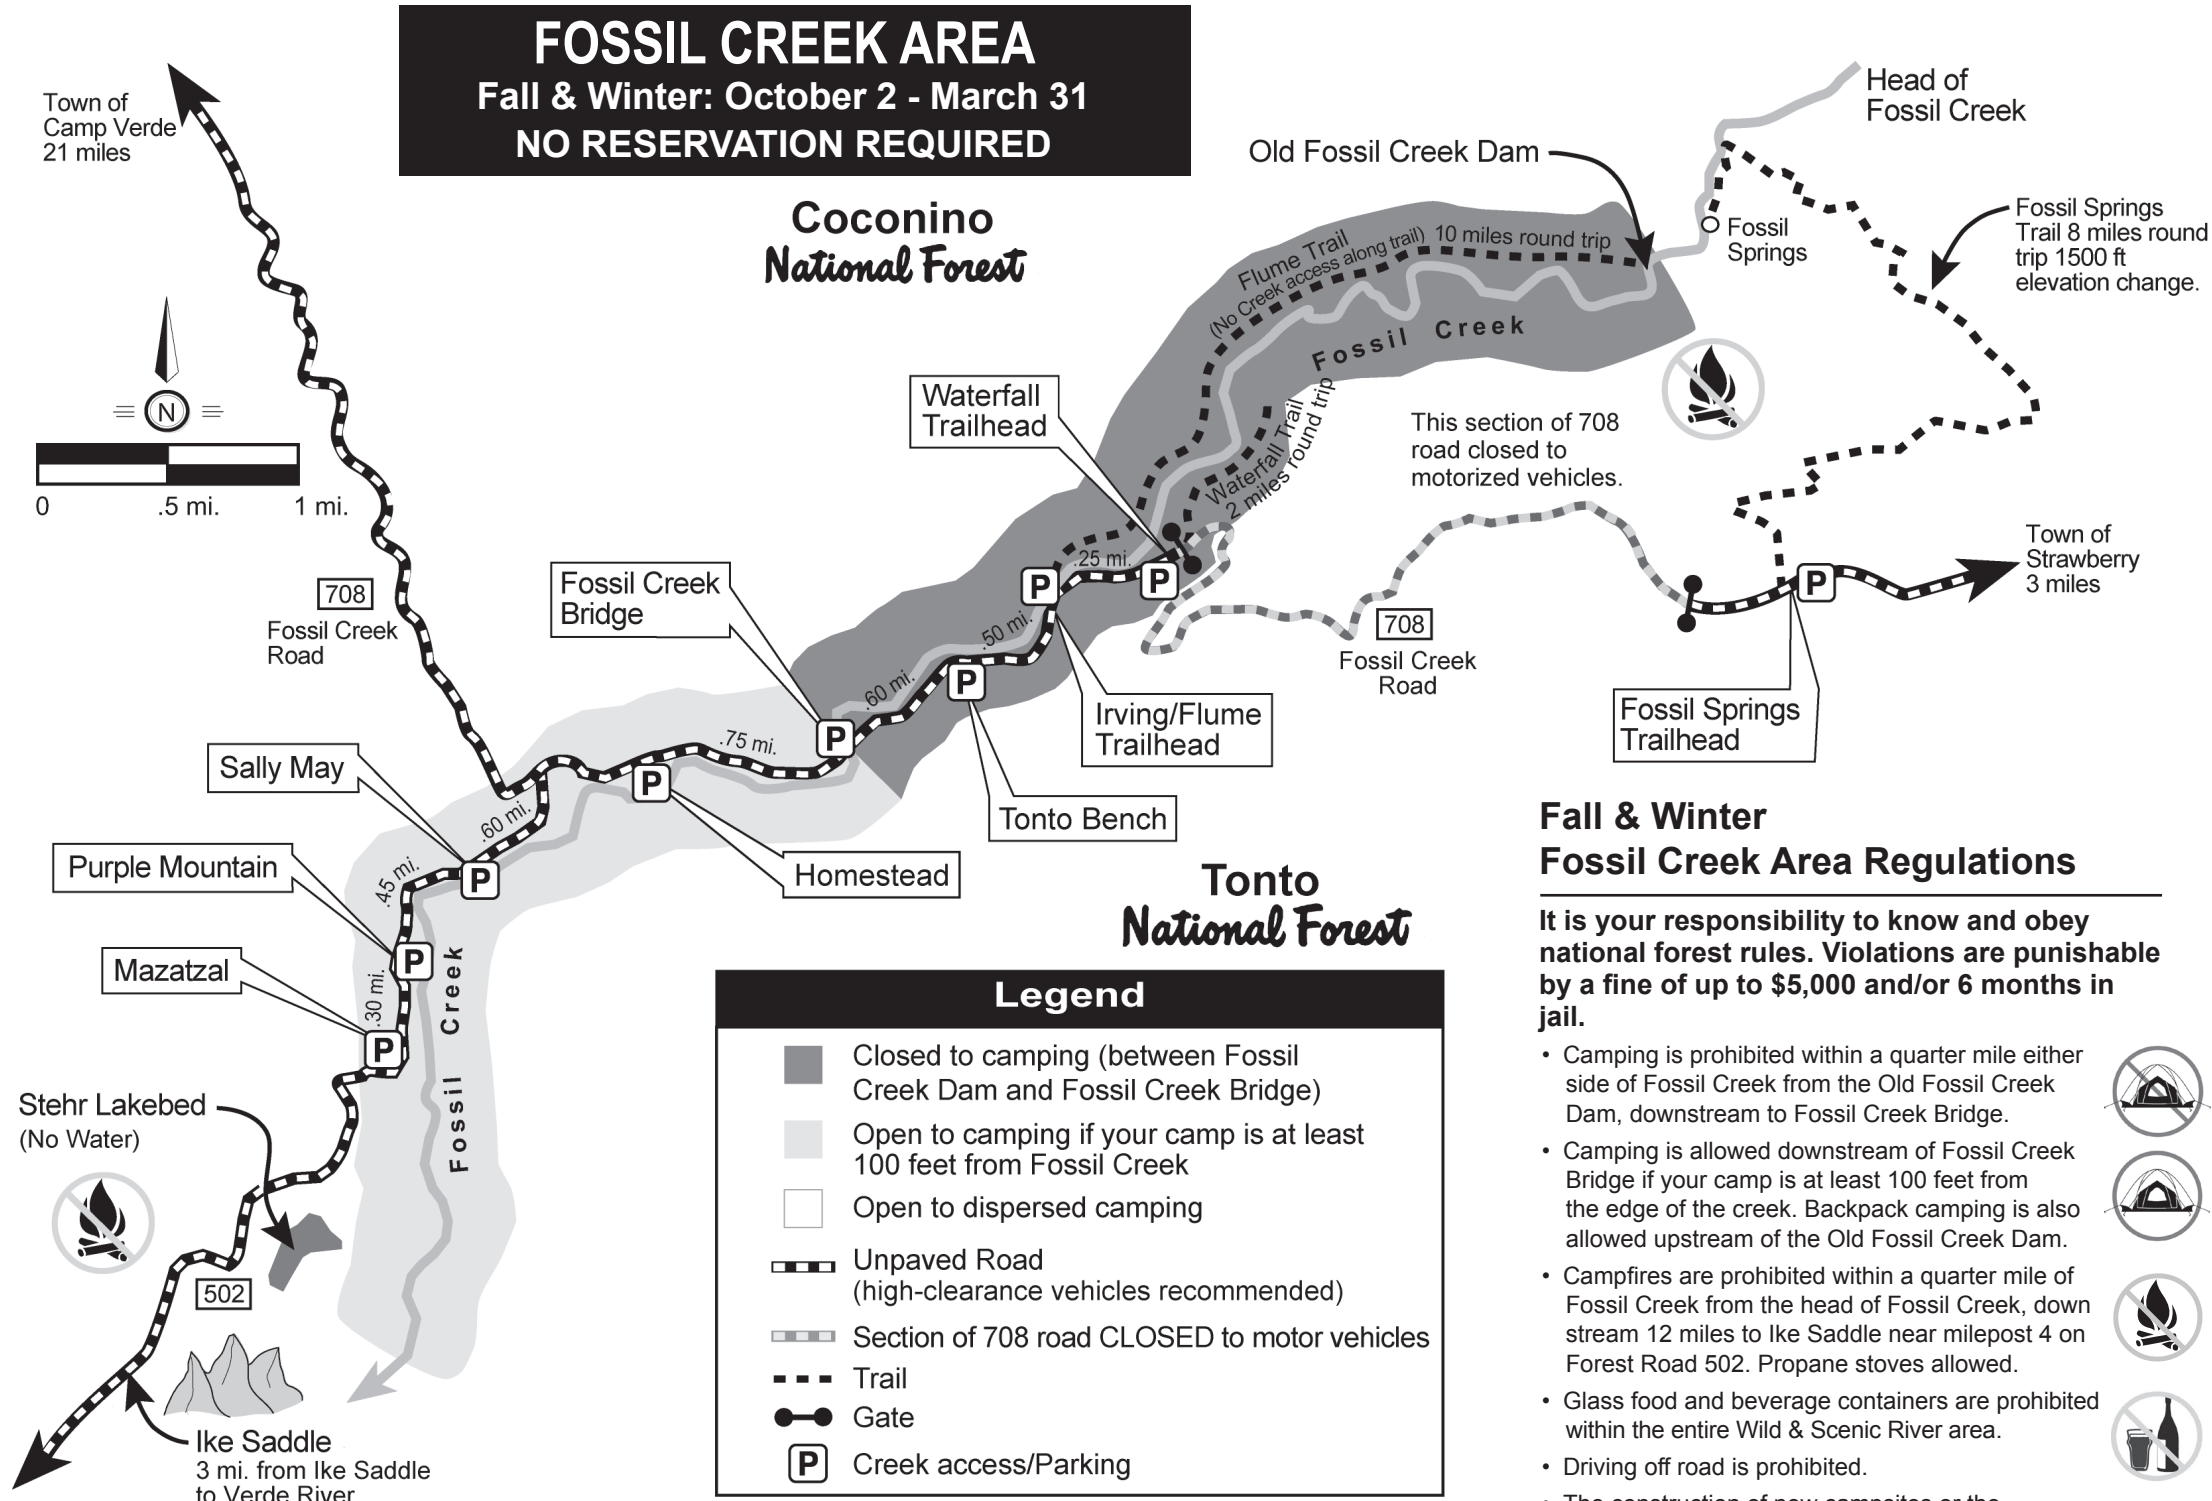 FOSSIL CREEK AREA
Fall & Winter: October 2 - March 31
NO RESERVATION REQUIRED
Town of
Camp Verde
21 miles
Coconino
National Forest
Old Fossil Creek Dam
Head of
Fossil Creek
Fossil
Springs
Fossil Springs
Trail 8 miles round
trip 1500 ft
elevation change.
Flume Trail
(No Creek access along trail)
10 miles round trip
Fossil Creek
N
0 .5 mi. 1 mi.
Waterfall
Trailhead
Waterfall Trail
2 miles round trip
This section of 708
road closed to
motorized vehicles.
Town of
Strawberry
3 miles
708
Fossil Creek
Road
Fossil Creek
Bridge
.25 mi.
P
P
P
.50 mi.
708
Fossil Creek
Road
.60 mi.
P
Irving/Flume
Trailhead
Fossil Springs
Trailhead
.75 mi.
P
Sally May
P
Tonto Bench
.60 mi.
Homestead
Purple Mountain
.45 mi.
P
Tonto
National Forest
Mazatzal
P
.30 mi.
P
Fossil Creek
Stehr Lakebed
(No Water)
502
Ike Saddle
3 mi. from Ike Saddle
to Verde River
Legend
Closed to camping (between Fossil
Creek Dam and Fossil Creek Bridge)
Open to camping if your camp is at least
100 feet from Fossil Creek
Open to dispersed camping
Unpaved Road
(high-clearance vehicles recommended)
Section of 708 road CLOSED to motor vehicles
Trail
Gate
P Creek access/Parking
Fall & Winter
Fossil Creek Area Regulations
It is your responsibility to know and obey
national forest rules. Violations are punishable
by a fine of up to $5,000 and/or 6 months in
jail.
• Camping is prohibited within a quarter mile either
side of Fossil Creek from the Old Fossil Creek
Dam, downstream to Fossil Creek Bridge.
• Camping is allowed downstream of Fossil Creek
Bridge if your camp is at least 100 feet from
the edge of the creek. Backpack camping is also
allowed upstream of the Old Fossil Creek Dam.
• Campfires are prohibited within a quarter mile of
Fossil Creek from the head of Fossil Creek, down
stream 12 miles to Ike Saddle near milepost 4 on
Forest Road 502. Propane stoves allowed.
• Glass food and beverage containers are prohibited
within the entire Wild & Scenic River area.
• Driving off road is prohibited.
• The construction of new campsites or the